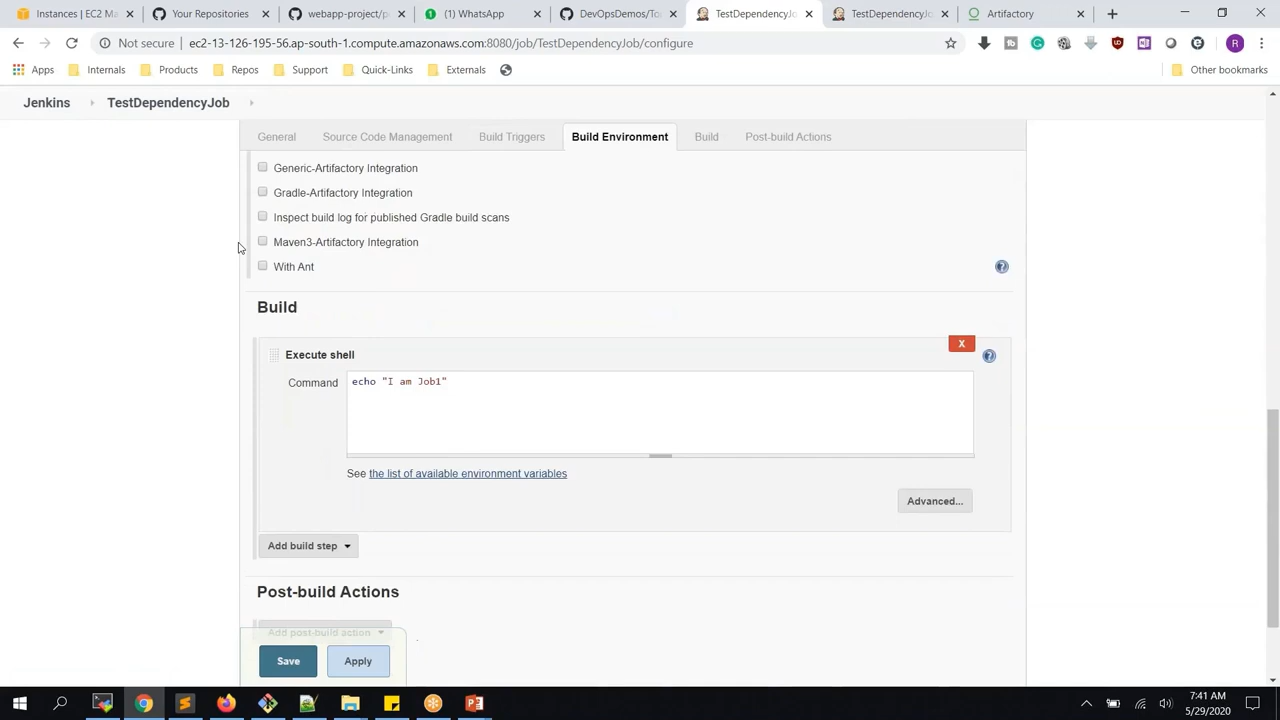 Instances | EC2 Ma
Your Repositories
webapp-project/p
(1) WhatsApp
DevOpsDemos/To
TestDependencyJo
TestDependencyJo
Artifactory
Not secure | ec2-13-126-195-56.ap-south-1.compute.amazonaws.com:8080/job/TestDependencyJob/configure
Apps
Internals
Products
Repos
Support
Quick-Links
Externals
Other bookmarks
Jenkins
TestDependencyJob
General
Source Code Management
Build Triggers
Build Environment
Build
Post-build Actions
Generic-Artifactory Integration
Gradle-Artifactory Integration
Inspect build log for published Gradle build scans
Maven3-Artifactory Integration
With Ant
Build
Execute shell
X
Command
echo "I am Job1"
See the list of available environment variables
Advanced...
Add build step
Post-build Actions
Add post-build action
Save
Apply
7:41 AM
5/29/2020